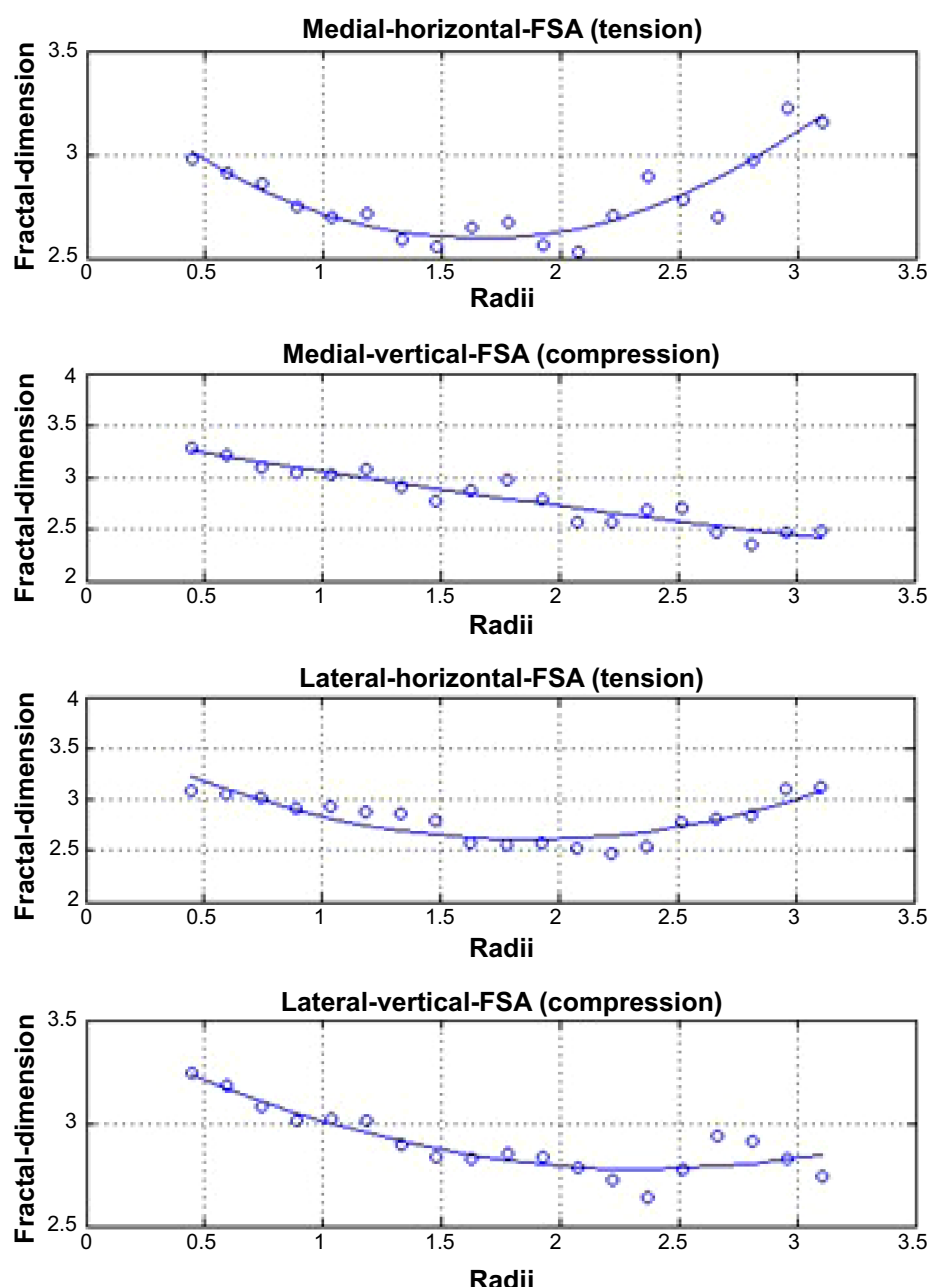 Medial-horizontal-FSA (tension)
Fractal-dimension
3.5
3
2.5
0 0.5 1 1.5 2 2.5 3 3.5
Radii
Medial-vertical-FSA (compression)
Fractal-dimension
4
3.5
3
2.5
2
0 0.5 1 1.5 2 2.5 3 3.5
Radii
Lateral-horizontal-FSA (tension)
Fractal-dimension
4
3.5
3
2.5
2
0 0.5 1 1.5 2 2.5 3 3.5
Radii
Lateral-vertical-FSA (compression)
Fractal-dimension
3.5
3
2.5
0 0.5 1 1.5 2 2.5 3 3.5
Radii